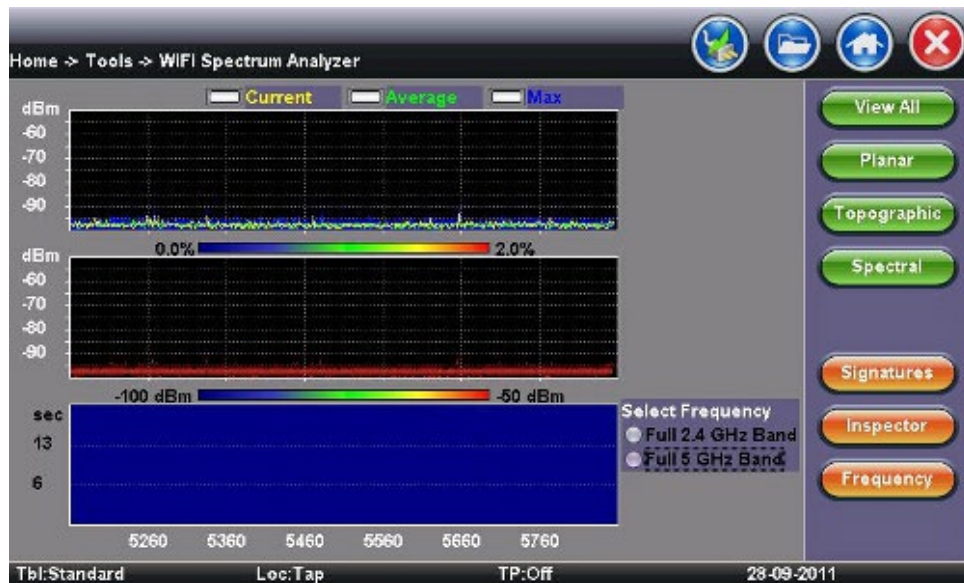 Home -> Tools -> WIFI Spectrum Analyzer
Current Average Max
dBm
-60
-70
-80
-90
0.0% 2.0%
dBm
-60
-70
-80
-90
-100 dBm -50 dBm
sec
13
6
5260 5360 5460 5560 5660 5760
Select Frequency
Full 2.4 GHz Band
Full 5 GHz Band
View All
Planar
Topographic
Spectral
Signatures
Inspector
Frequency
Tbl:Standard Loc:Tap TP:Off 28-09-2011